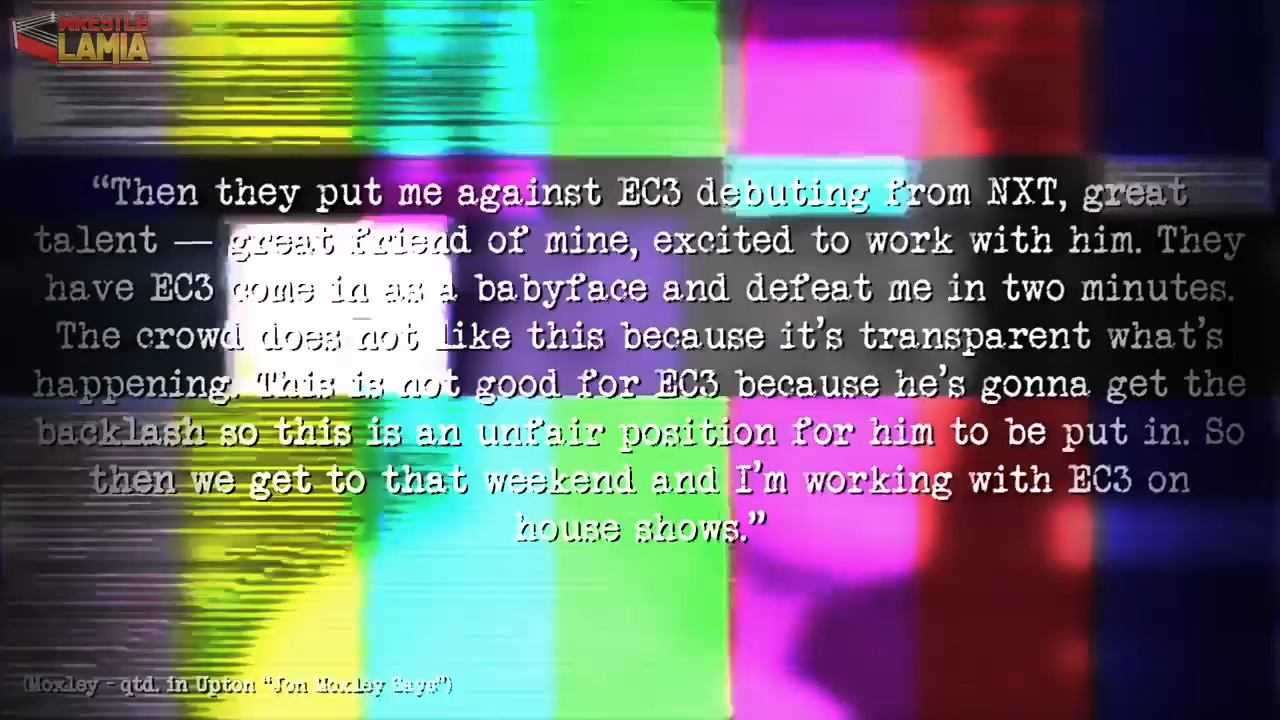 WRESTLE
LAMIA
“Then they put me against EC3 debuting from NXT, great
talent — great friend of mine, excited to work with him. They
have EC3 come in as a babyface and defeat me in two minutes.
The crowd does not like this because it’s transparent what’s
happening. This is not good for EC3 because he’s gonna get the
backlash so this is an unfair position for him to be put in. So
then we get to that weekend and I’m working with EC3 on
house shows.”
(Moxley - qtd. in Upton “Jon Moxley Says”)